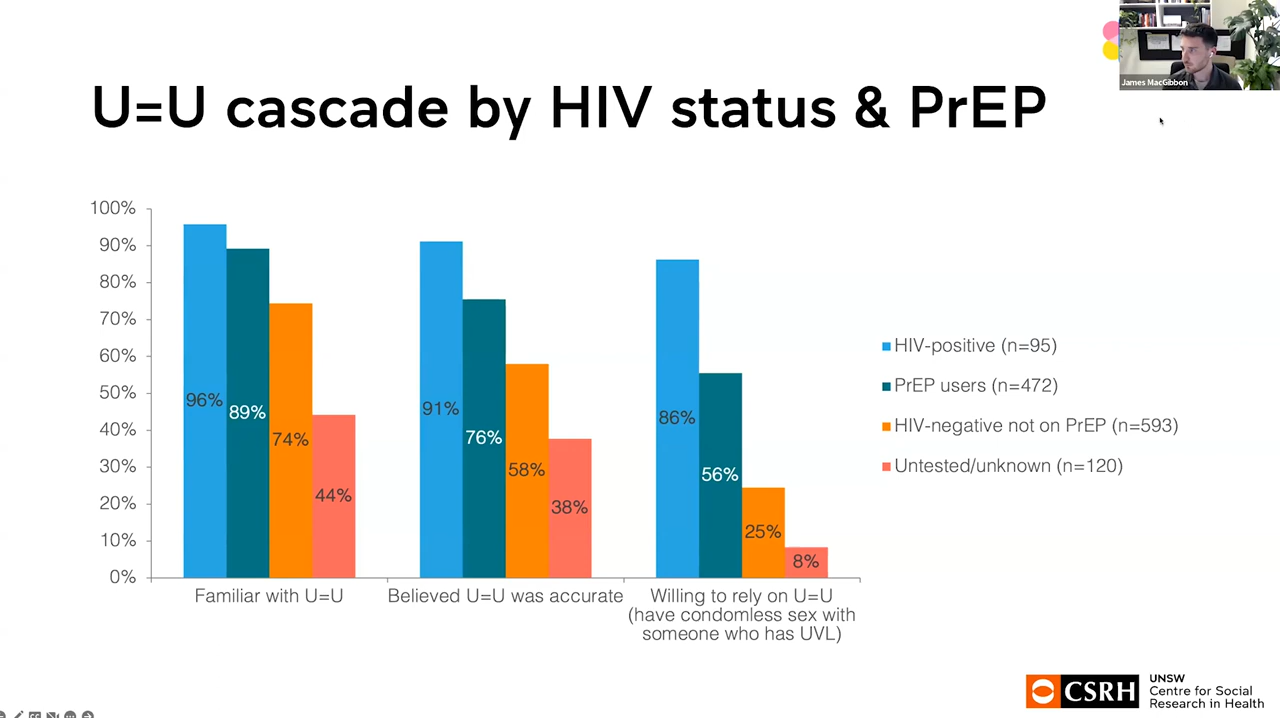 James MacGibbon
U=U cascade by HIV status & PrEP
100%
90%
80%
70%
60%
50%
40%
30%
20%
10%
0%
96%
89%
74%
44%
91%
76%
58%
38%
86%
56%
25%
8%
Familiar with U=U
Believed U=U was accurate
Willing to rely on U=U
(have condomless sex with
someone who has UVL)
HIV-positive (n=95)
PrEP users (n=472)
HIV-negative not on PrEP (n=593)
Untested/unknown (n=120)
CSRH
UNSW
Centre for Social
Research in Health